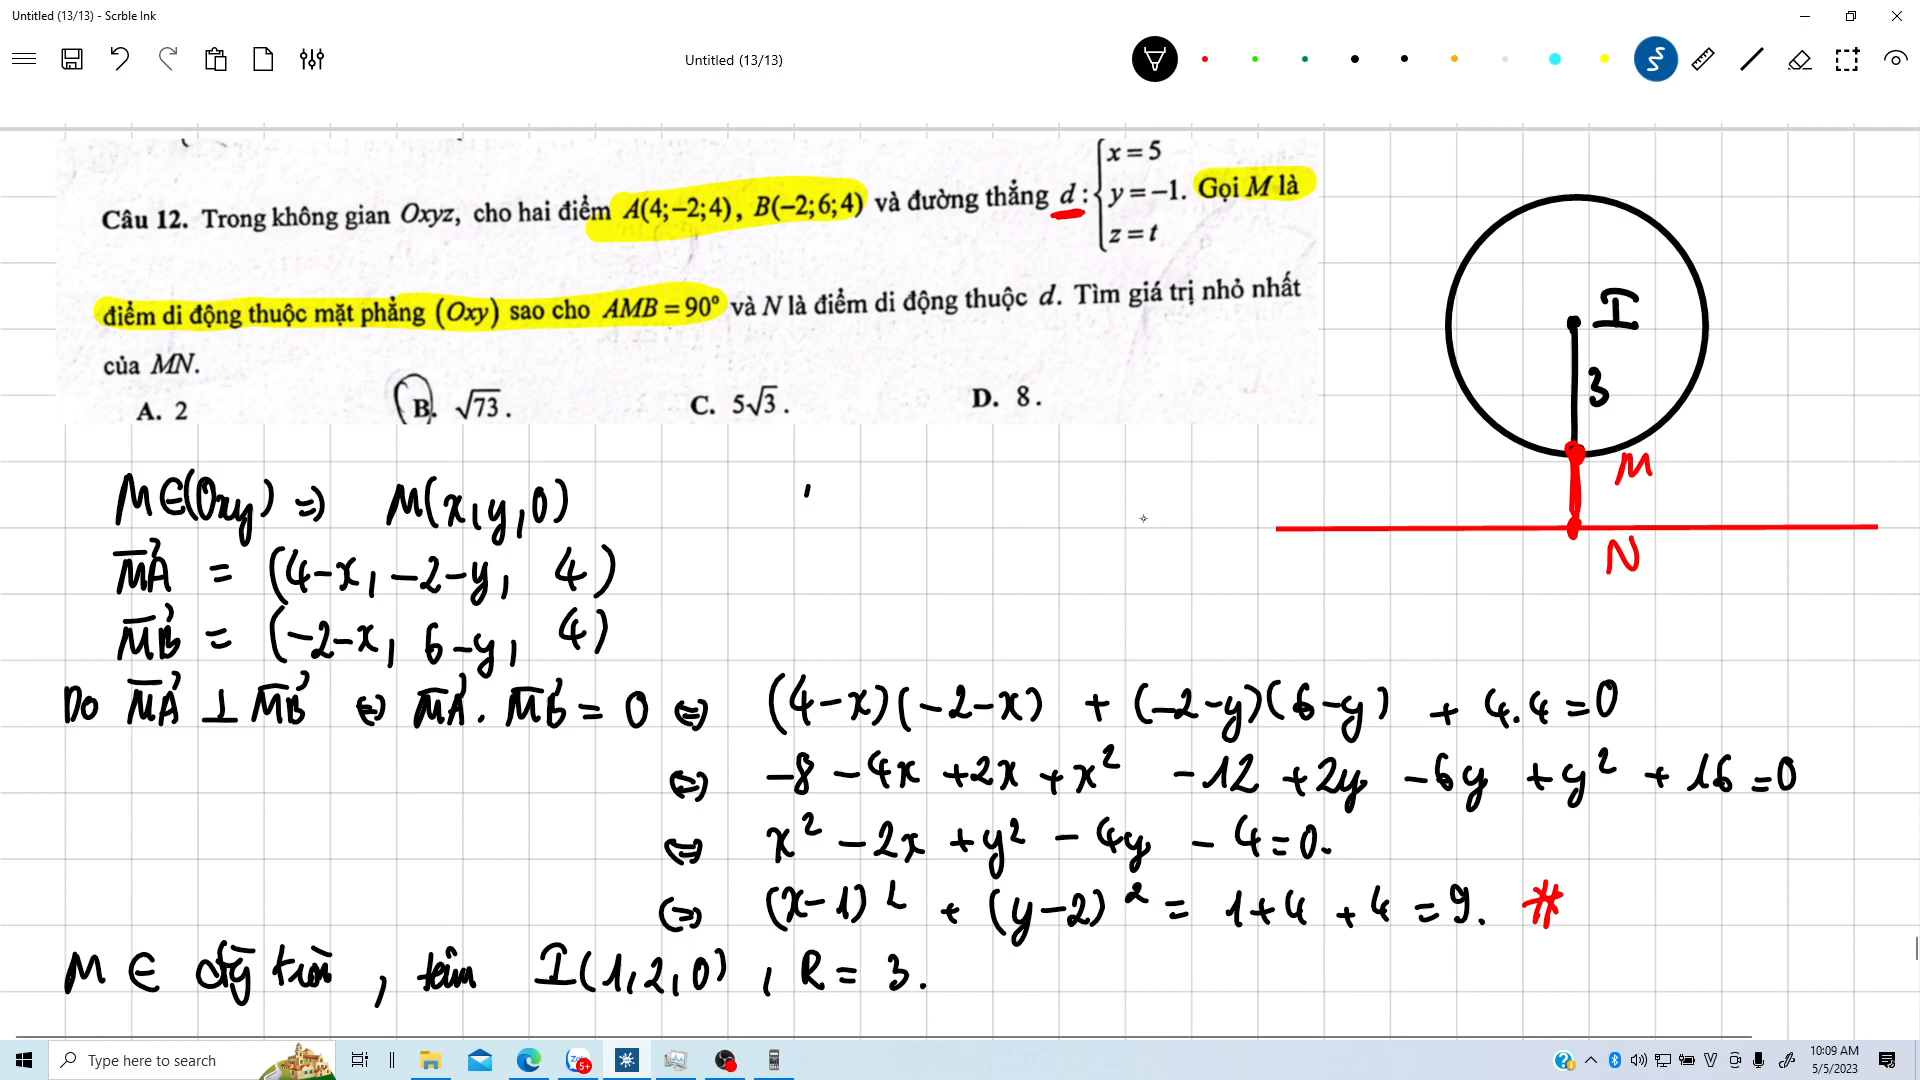 Untitled (13/13) - Scrble Ink
Untitled (13/13)
Câu 12. Trong không gian Oxyz, cho hai điểm A(4;−2;4), B(−2;6;4) và đường thẳng d : { x = 5 y = −1. z = t Gọi M là
điểm di động thuộc mặt phẳng (Oxy) sao cho AMB = 90° và N là điểm di động thuộc d. Tìm giá trị nhỏ nhất
của MN.
A. 2 B. √73. C. 5√3. D. 8.
I
3
M
N
M∈(Oxy) => M(x,y,0)
MA = (4−x, −2−y, 4)
MB = (−2−x, 6−y, 4)
Do MA ⊥ MB ⇔ MA . MB = 0 ⇔ (4−x)(−2−x) + (−2−y)(6−y) + 4.4=0
⇔ −8 −4x +2x +x² −12 +2y −6y +y² +16=0
⇔ x² −2x +y² −4y −4=0.
⇔ (x−1)² + (y−2)² = 1+4+4=9. #
M ∈ đg tròn, tâm I(1,2,0), R = 3.
Type here to search
5+
10:09 AM
5/5/2023